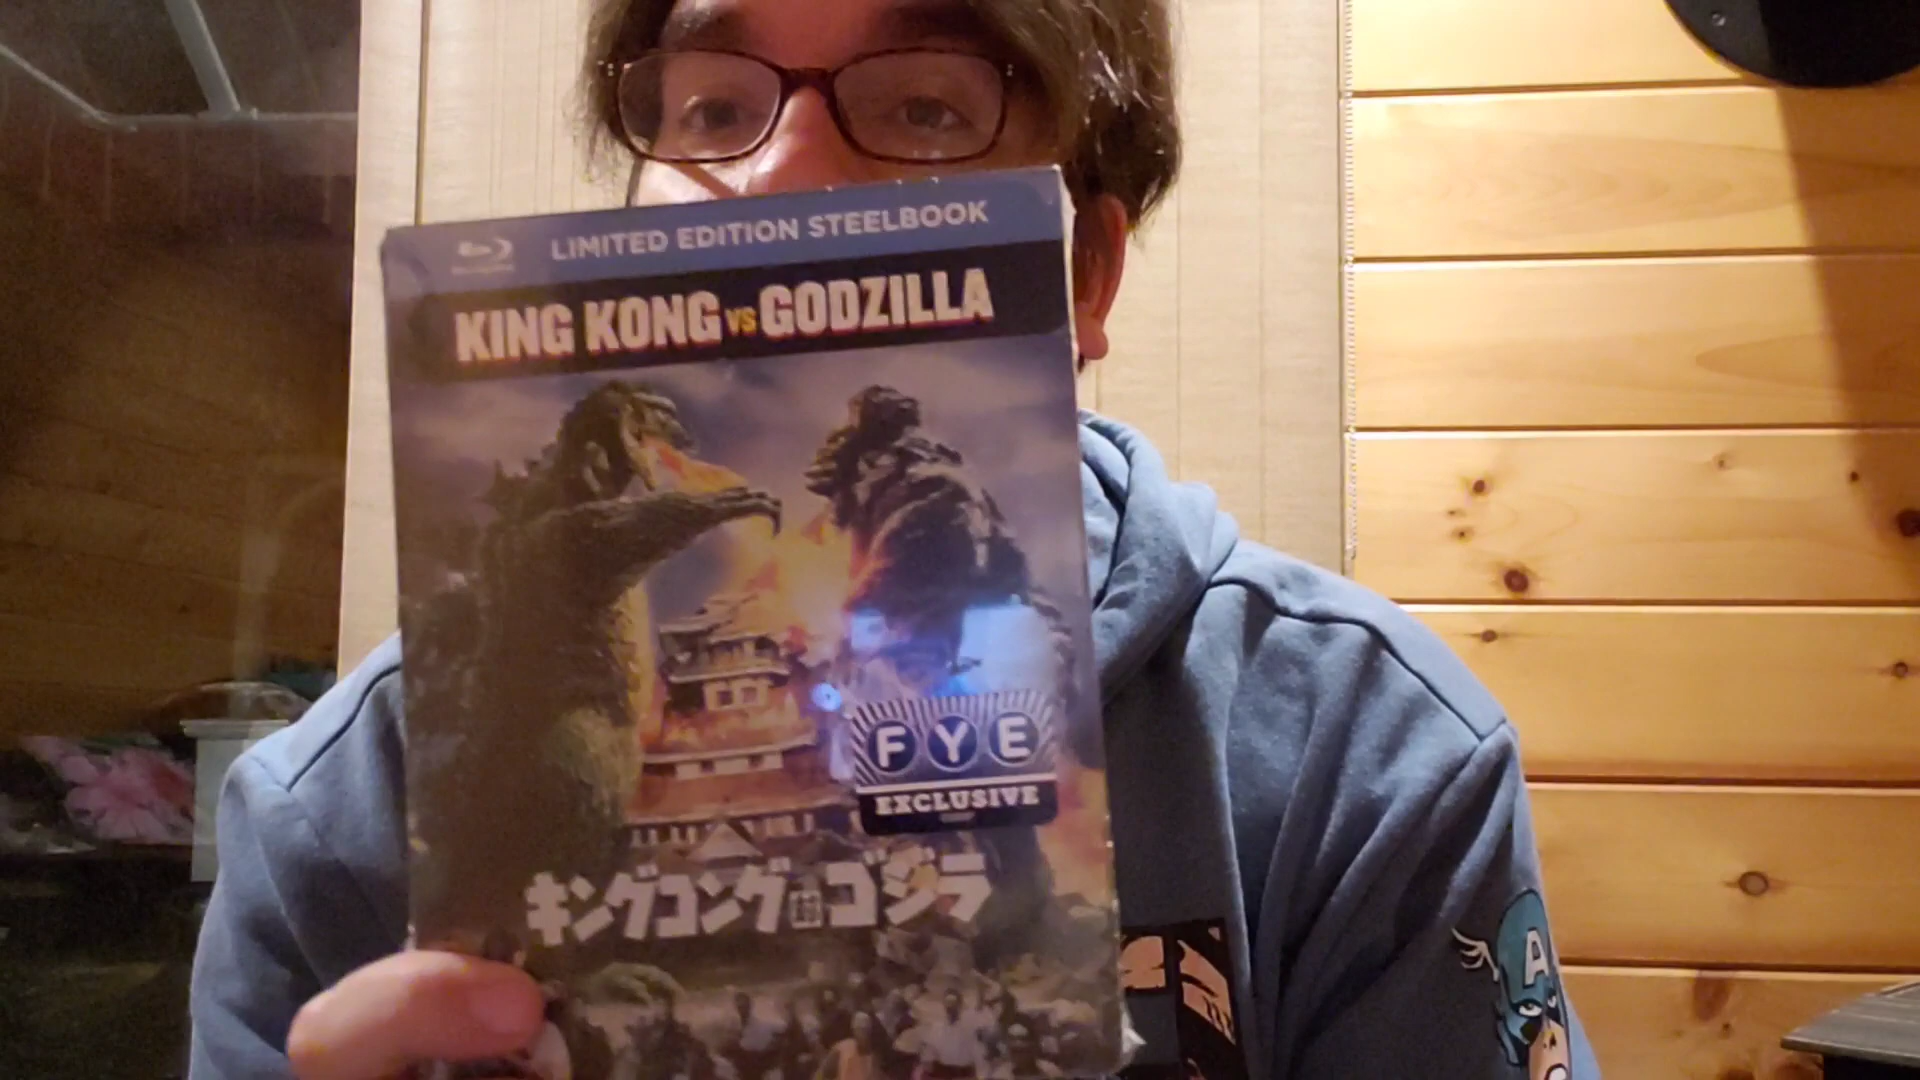 LIMITED EDITION STEELBOOK
KING KONG VS GODZILLA
FYE
EXCLUSIVE
キングコング対ゴジラ
A